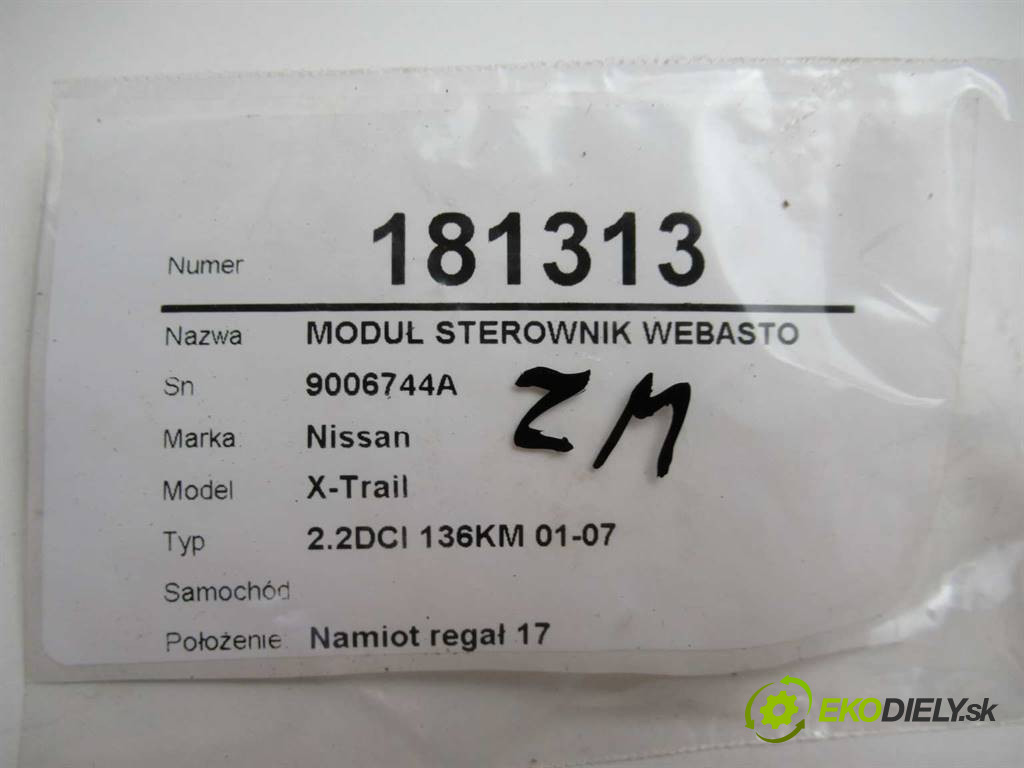 Numer 181313
Nazwa MODUŁ STEROWNIK WEBASTO
Sn 9006744A
ZM
Marka Nissan
Model X-Trail
Typ 2.2DCI 136KM 01-07
Samochód
Położenie Namiot regał 17
EKODIELY.sk